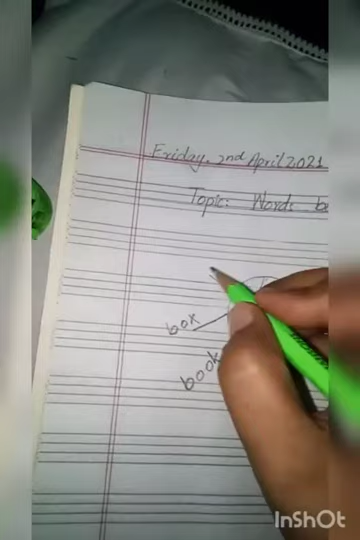 Friday, 2nd April 2021
Topic: Words
box
book
InShOt